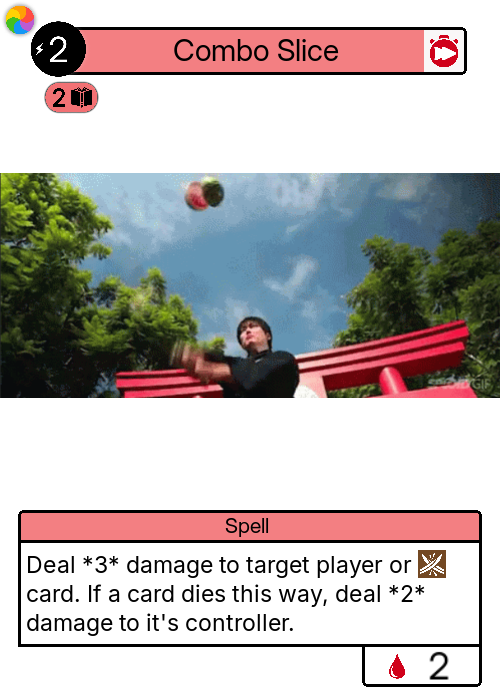 2
Combo Slice
2
Spell
Deal *3* damage to target player or
card. If a card dies this way, deal *2*
damage to it's controller.
2